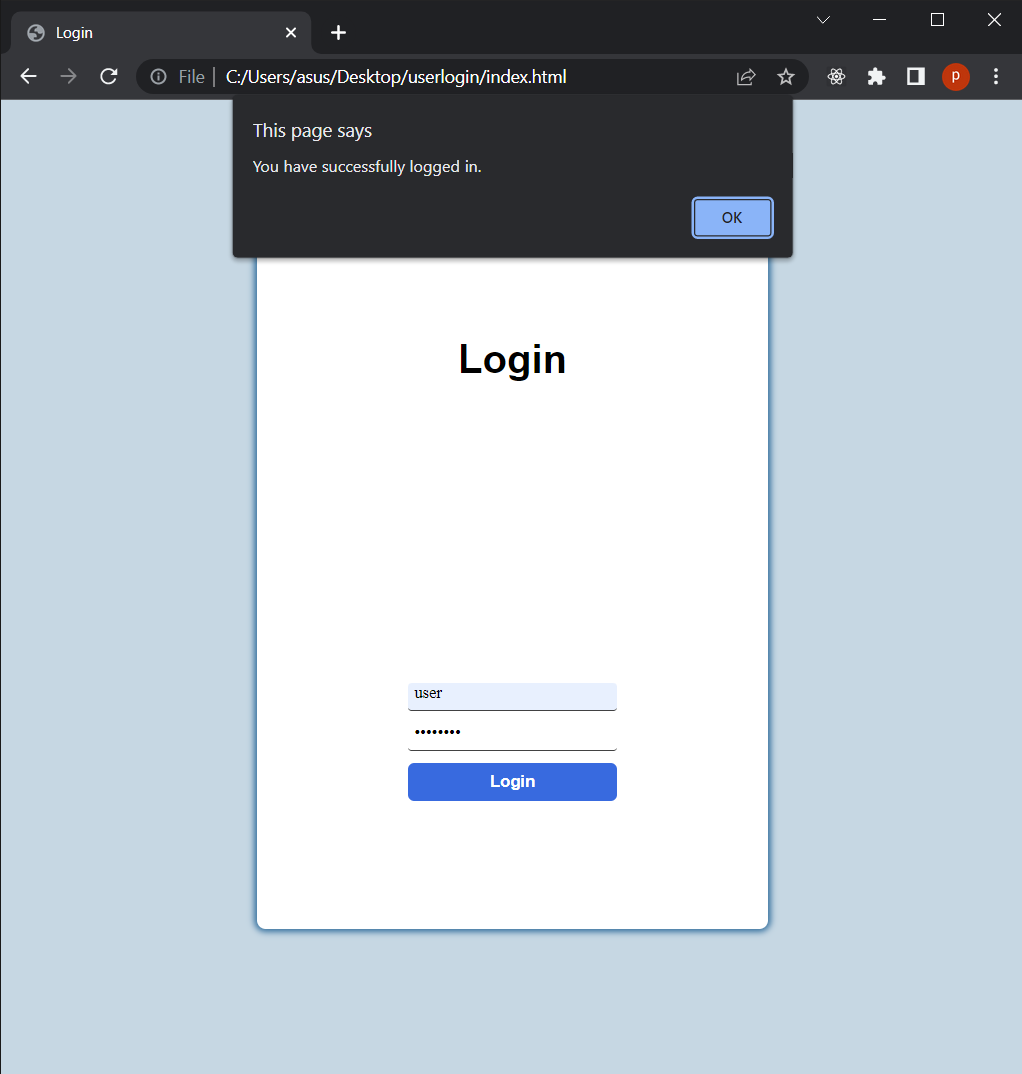 Login
File | C:/Users/asus/Desktop/userlogin/index.html
p
This page says
You have successfully logged in.
OK
Login
user
••••••••
Login